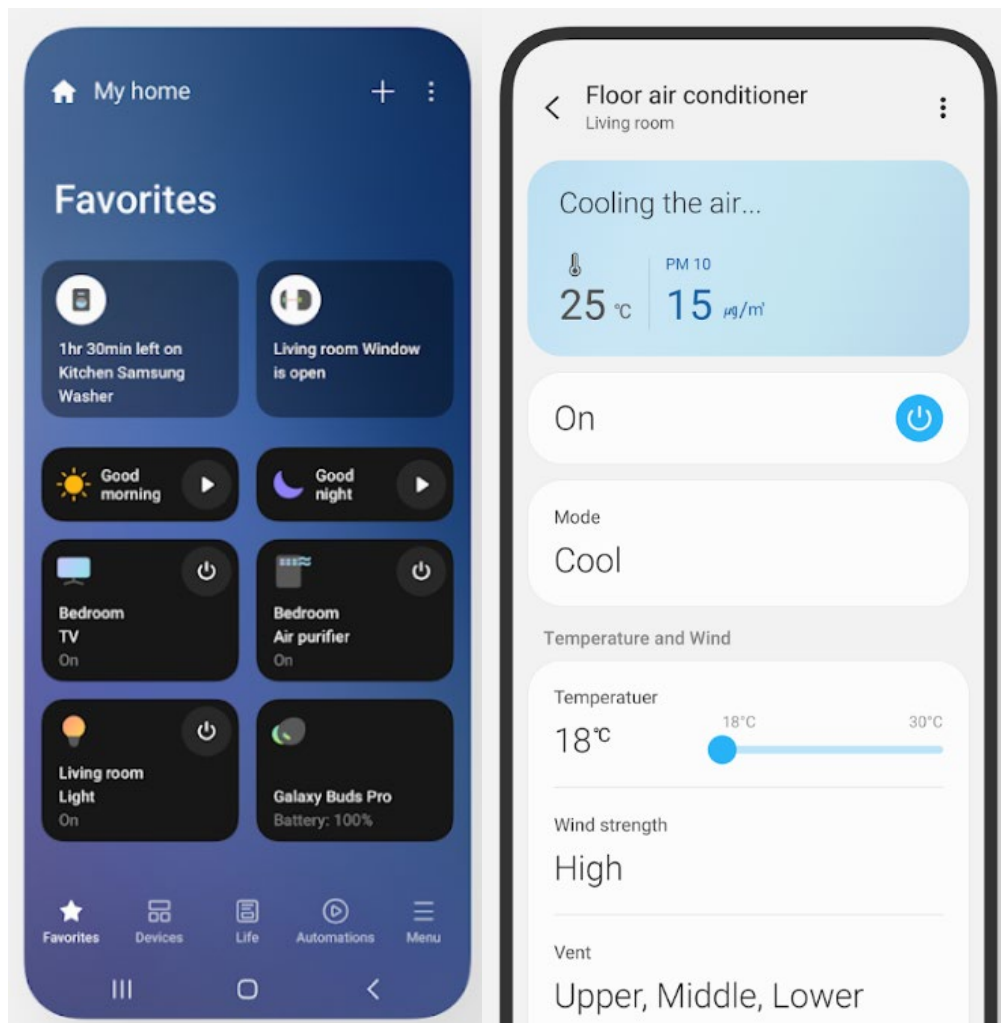 My home
Favorites
1hr 30min left on
Kitchen Samsung
Washer
Living room Window
is open
Good
morning
Good
night
Bedroom
TV
On
Bedroom
Air purifier
On
Living room
Light
On
Galaxy Buds Pro
Battery: 100%
Favorites
Devices
Life
Automations
Menu
Floor air conditioner
Living room
Cooling the air...
25 ℃
PM 10
15 µg/㎥
On
Mode
Cool
Temperature and Wind
Temperatuer
18℃
18°C
30°C
Wind strength
High
Vent
Upper, Middle, Lower